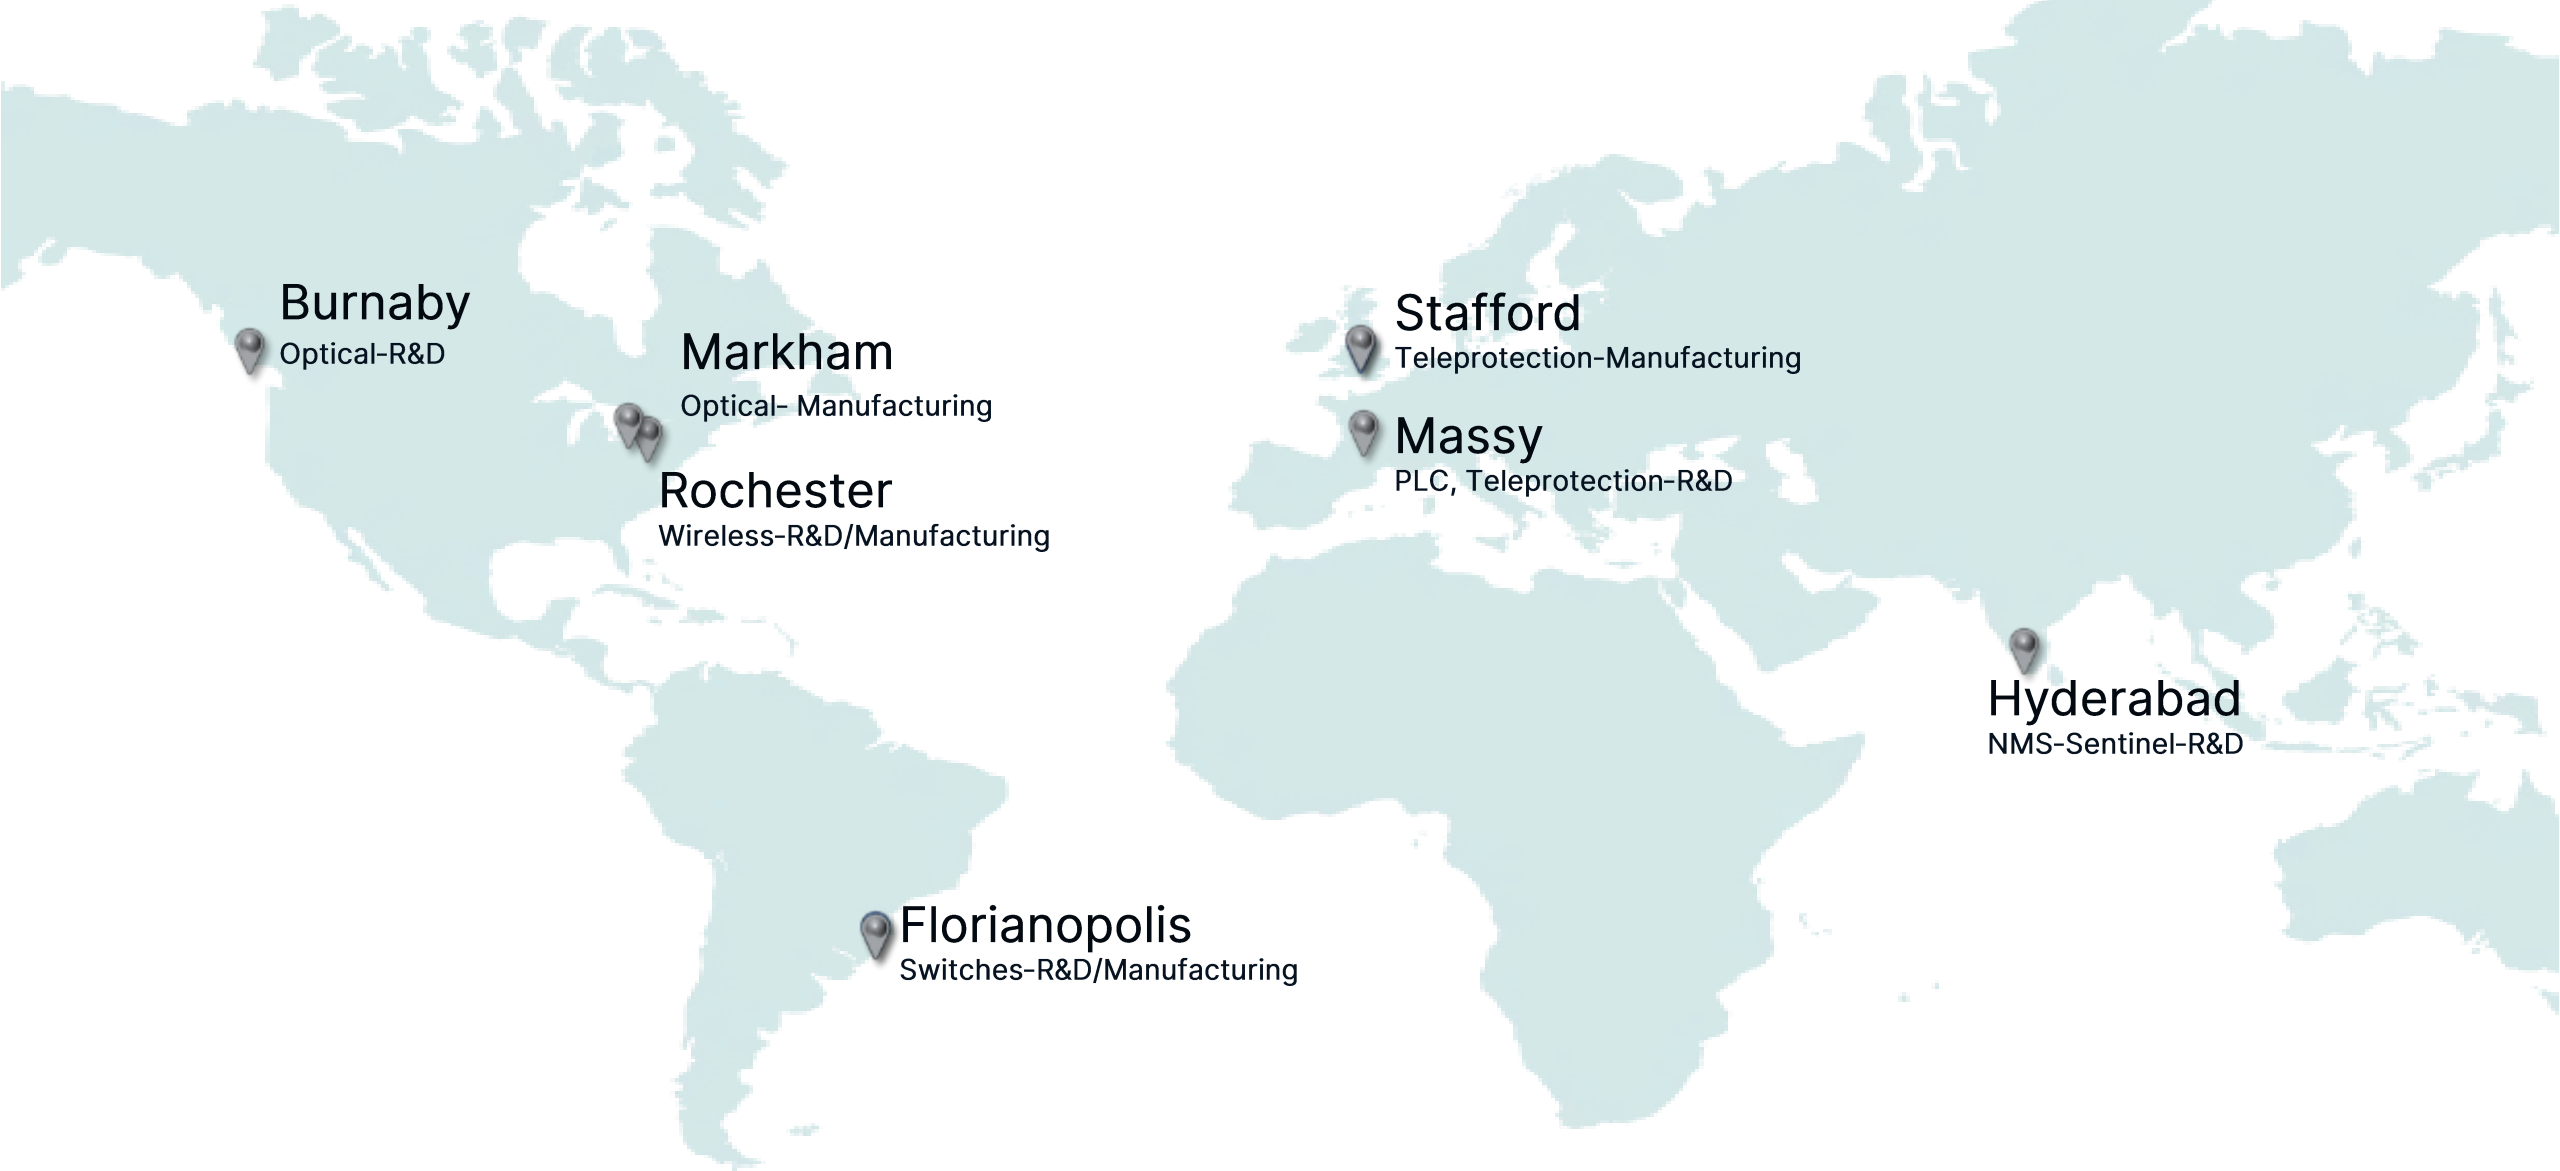 Burnaby
Optical-R&D
Markham
Optical- Manufacturing
Rochester
Wireless-R&D/Manufacturing
Stafford
Teleprotection-Manufacturing
Massy
PLC, Teleprotection-R&D
Hyderabad
NMS-Sentinel-R&D
Florianopolis
Switches-R&D/Manufacturing